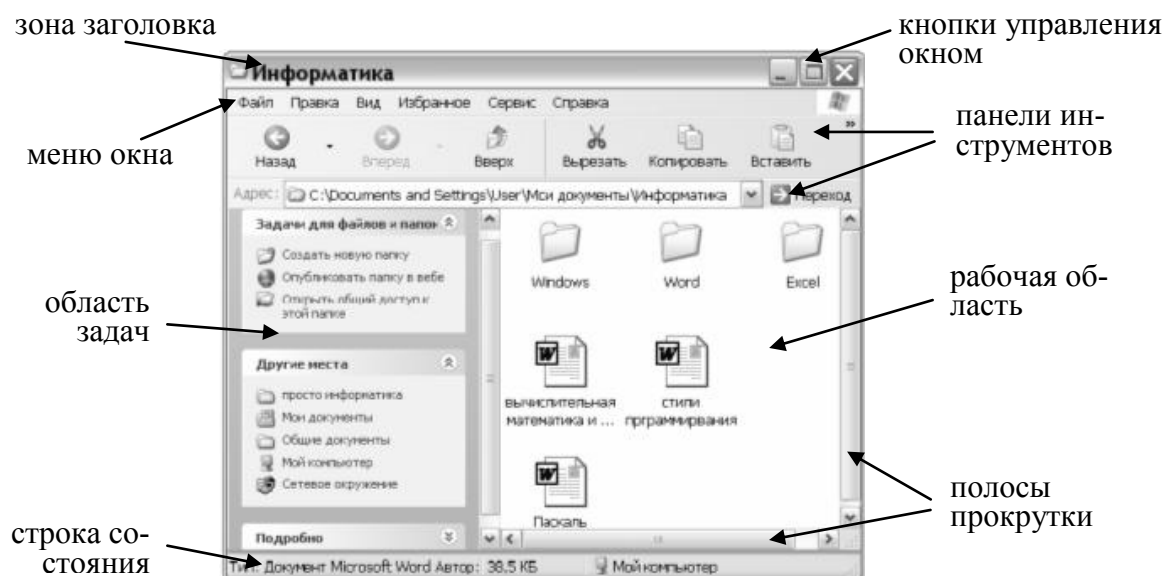 зона заголовка
кнопки управления
окном
Информатика
Файл Правка Вид Избранное Сервис Справка
меню окна
Назад Вперед Вверх Вырезать Копировать Вставить »
панели ин-
струментов
Адрес: C:\Documents and Settings\User\Мои документы\Информатика Переход
Задачи для файлов и папок
Создать новую папку
Опубликовать папку в вебе
Открыть общий доступ к
этой папке
область
задач
Другие места
просто информатика
Мои документы
Общие документы
Мой компьютер
Сетевое окружение
Подробно
Windows Word Excel
рабочая об-
ласть
вычислительная
математика и ...
стили
прграммирвания
Паскаль
полосы
прокрутки
строка со-
стояния
Тип: Документ Microsoft Word Автор: 38,5 КБ Мой компьютер